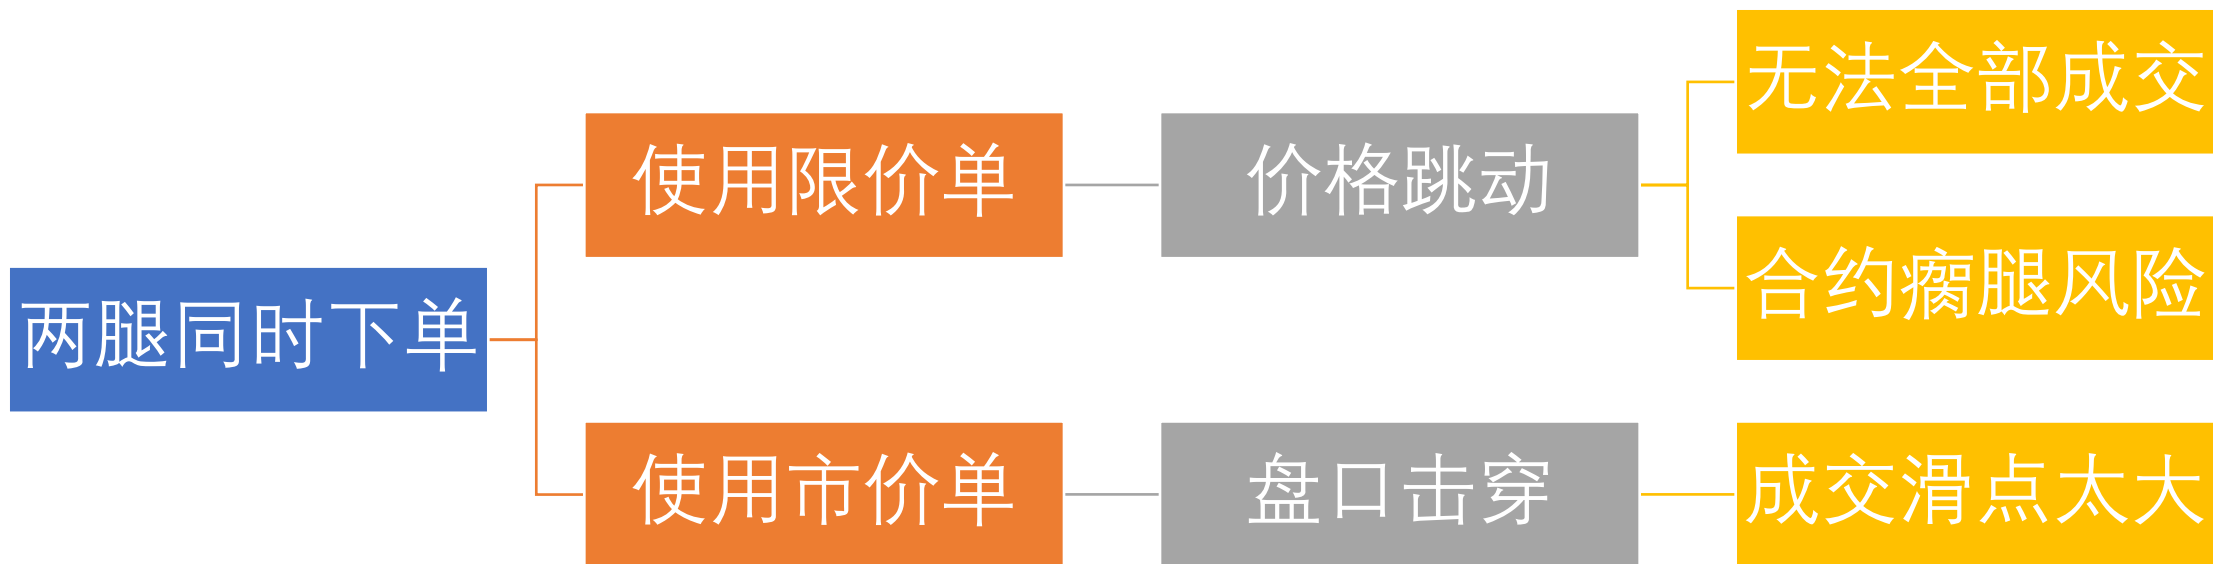 两腿同时下单
使用限价单
价格跳动
无法全部成交
合约瘸腿风险
使用市价单
盘口击穿
成交滑点太大